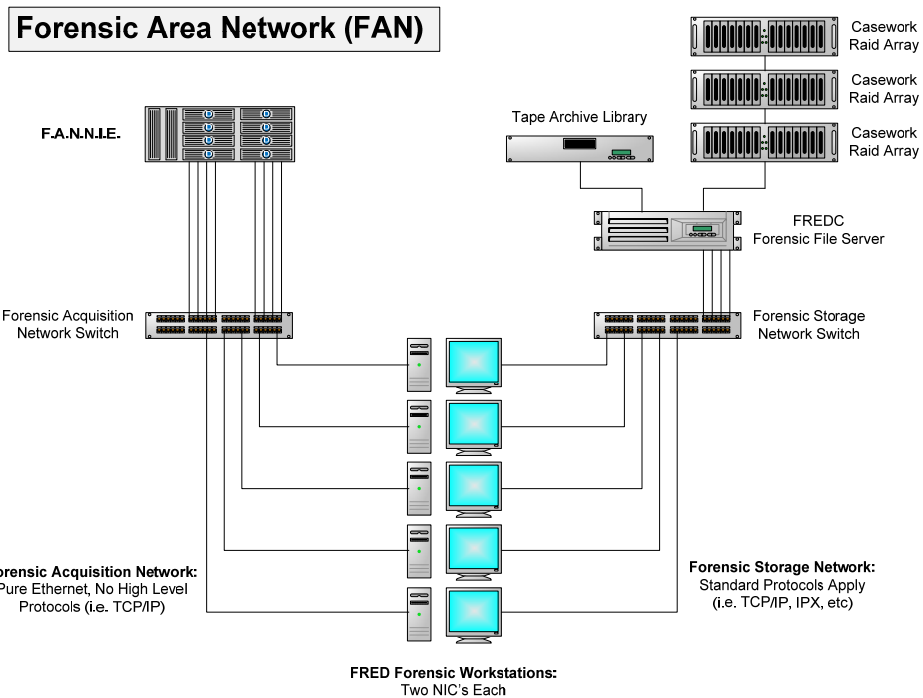 Forensic Area Network (FAN)
Casework
Raid Array
Casework
Raid Array
Casework
Raid Array
F.A.N.N.I.E.
Tape Archive Library
FREDC
Forensic File Server
Forensic Acquisition
Network Switch
Forensic Storage
Network Switch
orensic Acquisition Network:
Pure Ethernet, No High Level
Protocols (i.e. TCP/IP)
Forensic Storage Network:
Standard Protocols Apply
(i.e. TCP/IP, IPX, etc)
FRED Forensic Workstations:
Two NIC's Each